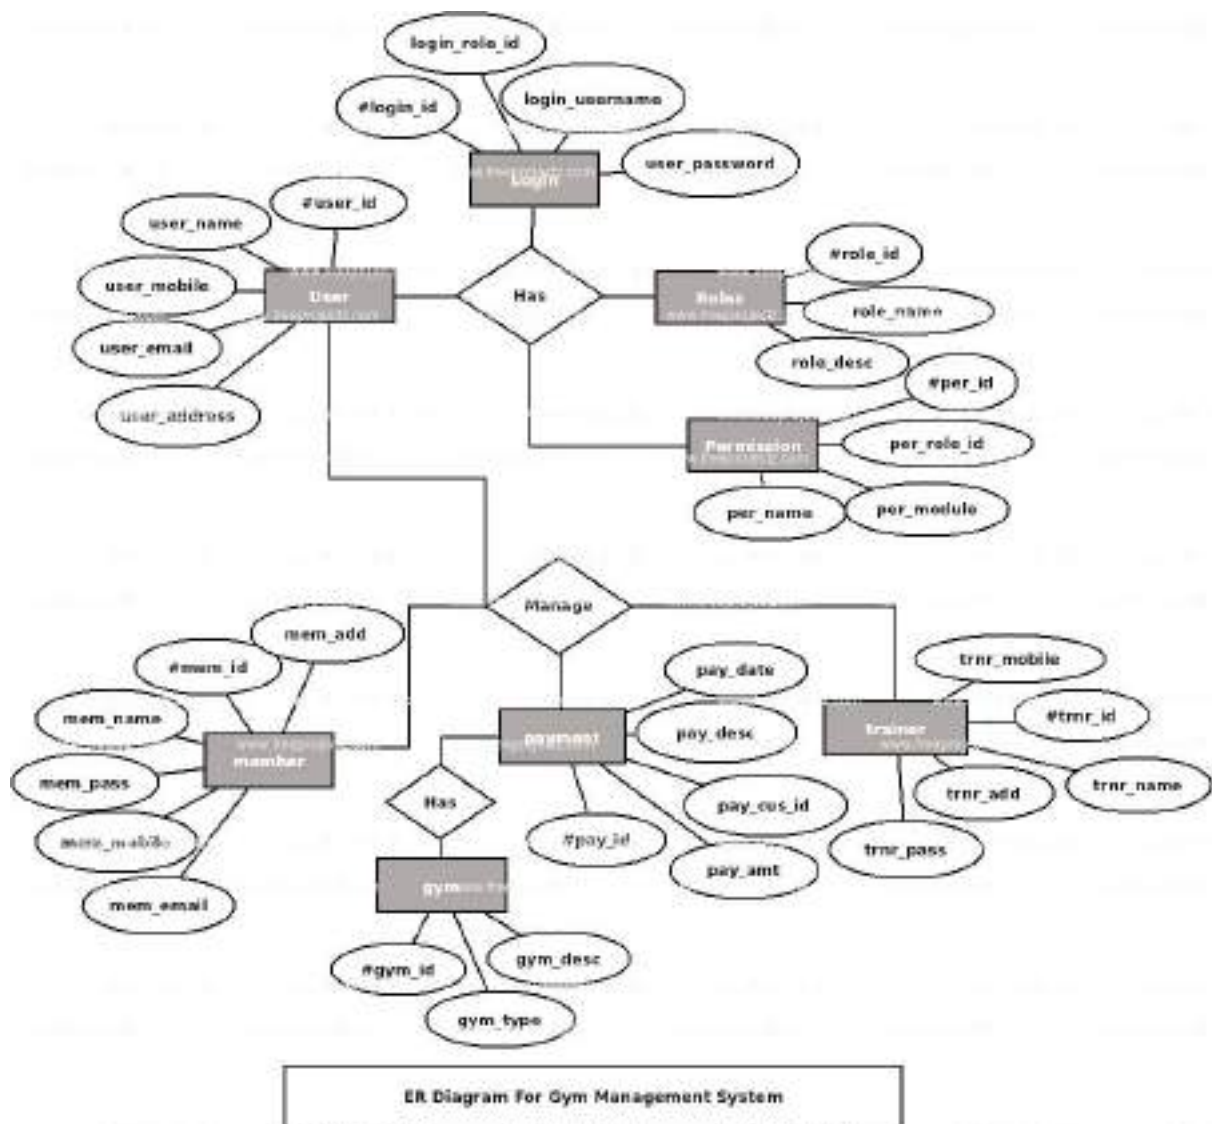 login_role_id
#login_id
login_username
user_password
Login
#user_id
user_name
user_mobile
user_email
user_address
User
Has
Roles
#role_id
role_name
role_desc
#per_id
Permission
per_role_id
per_name
per_module
Manage
mem_add
#mem_id
mem_name
mem_pass
mem_email
member
payment
pay_date
pay_desc
pay_cus_id
#pay_id
pay_amt
trainer
trnr_mobile
#trnr_id
trnr_name
trnr_add
trnr_pass
Has
gym
#gym_id
gym_desc
gym_type
ER Diagram For Gym Management System